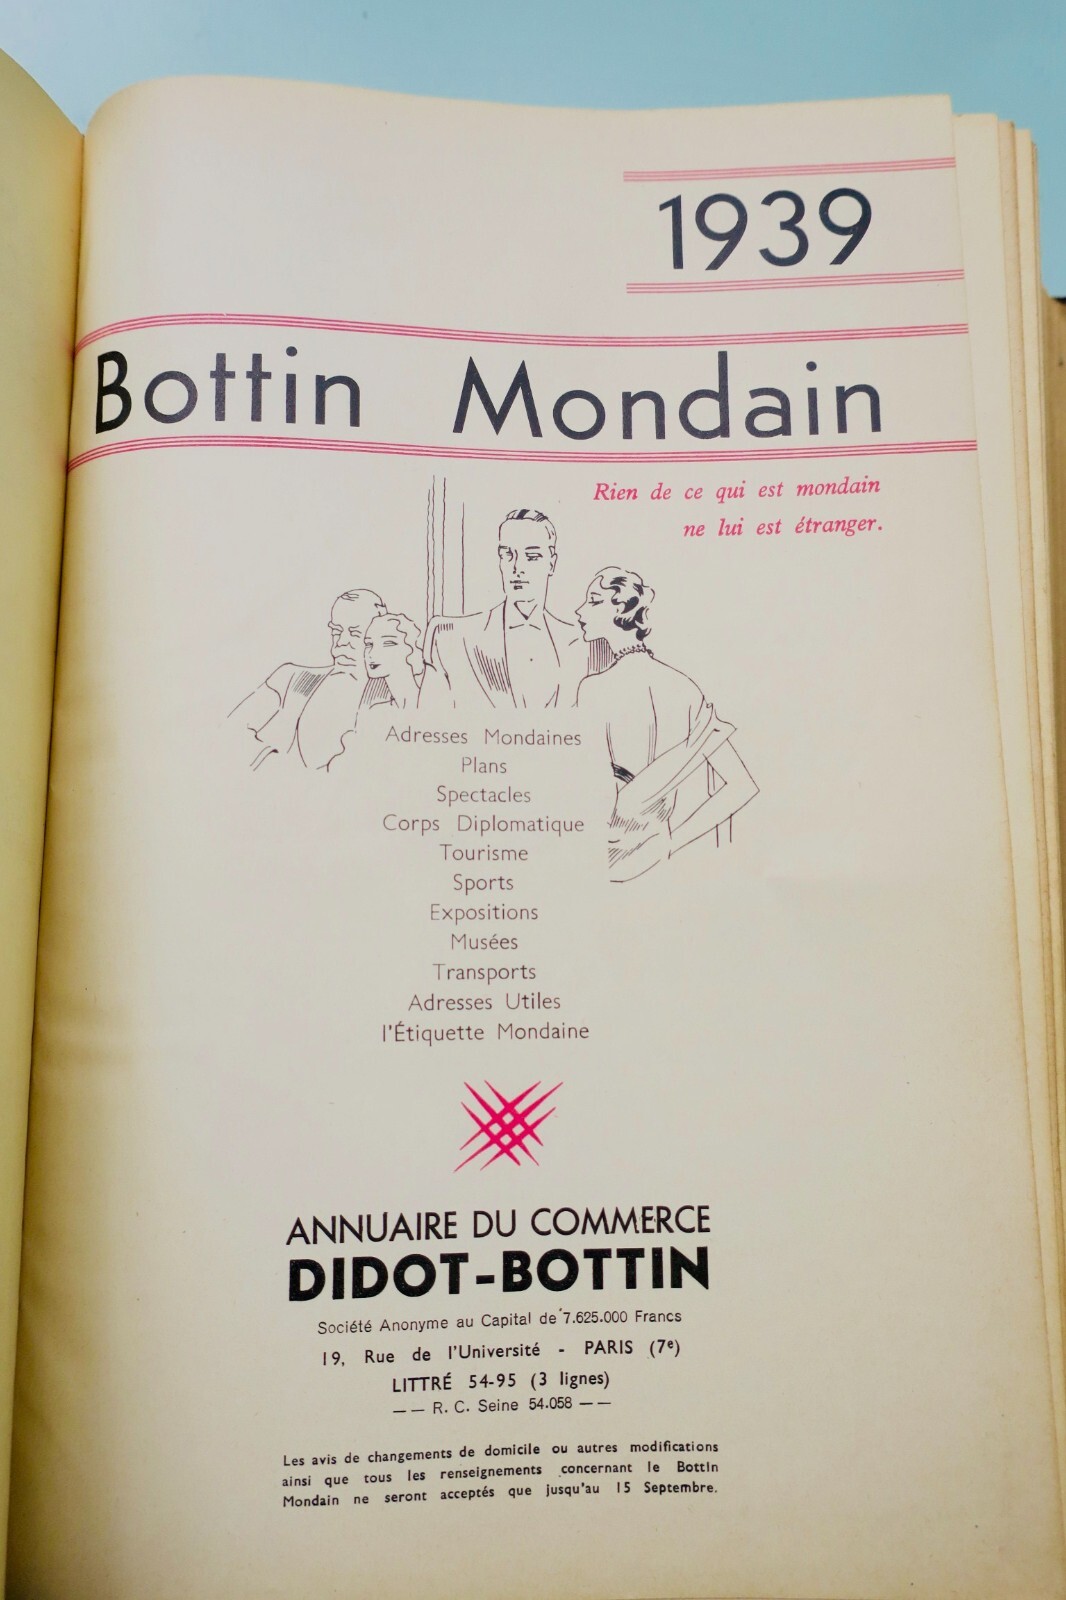 1939
Bottin Mondain
Rien de ce qui est mondain
ne lui est étranger.
Adresses Mondaines
Plans
Spectacles
Corps Diplomatique
Tourisme
Sports
Expositions
Musées
Transports
Adresses Utiles
l'Étiquette Mondaine
ANNUAIRE DU COMMERCE
DIDOT-BOTTIN
Société Anonyme au Capital de 7.625.000 Francs
19, Rue de l'Université - PARIS (7e)
LITTRÉ 54-95 (3 lignes)
—— R. C. Seine 54.058 ——
Les avis de changements de domicile ou autres modifications
ainsi que tous les renseignements concernant le Bottin
Mondain ne seront acceptés que jusqu'au 15 Septembre.